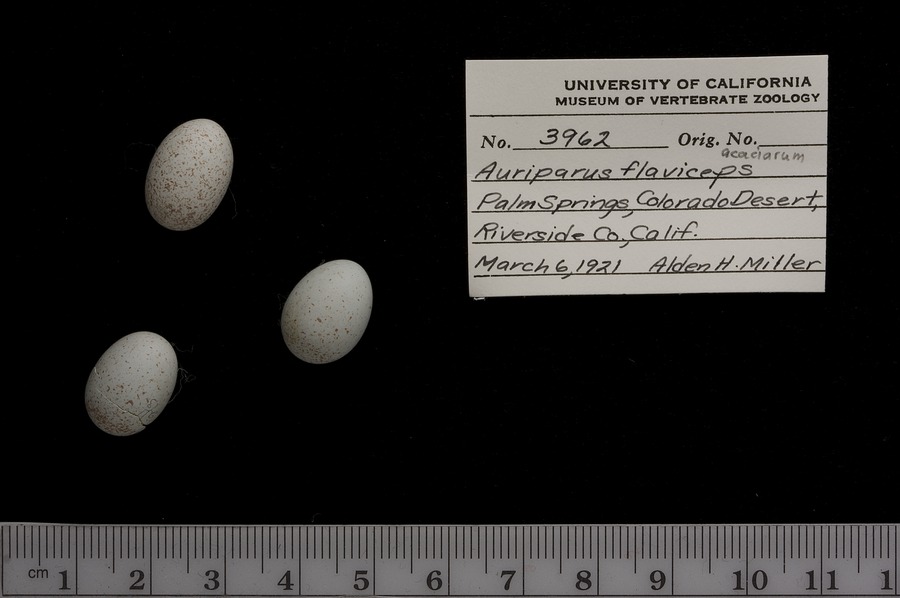 UNIVERSITY OF CALIFORNIA
MUSEUM OF VERTEBRATE ZOOLOGY
No. 3962 Orig. No.
acaciarum
Auriparus flaviceps
Palm Springs, Colorado Desert,
Riverside Co., Calif.
March 6, 1921 Alden H. Miller
cm 1 2 3 4 5 6 7 8 9 10 11 1